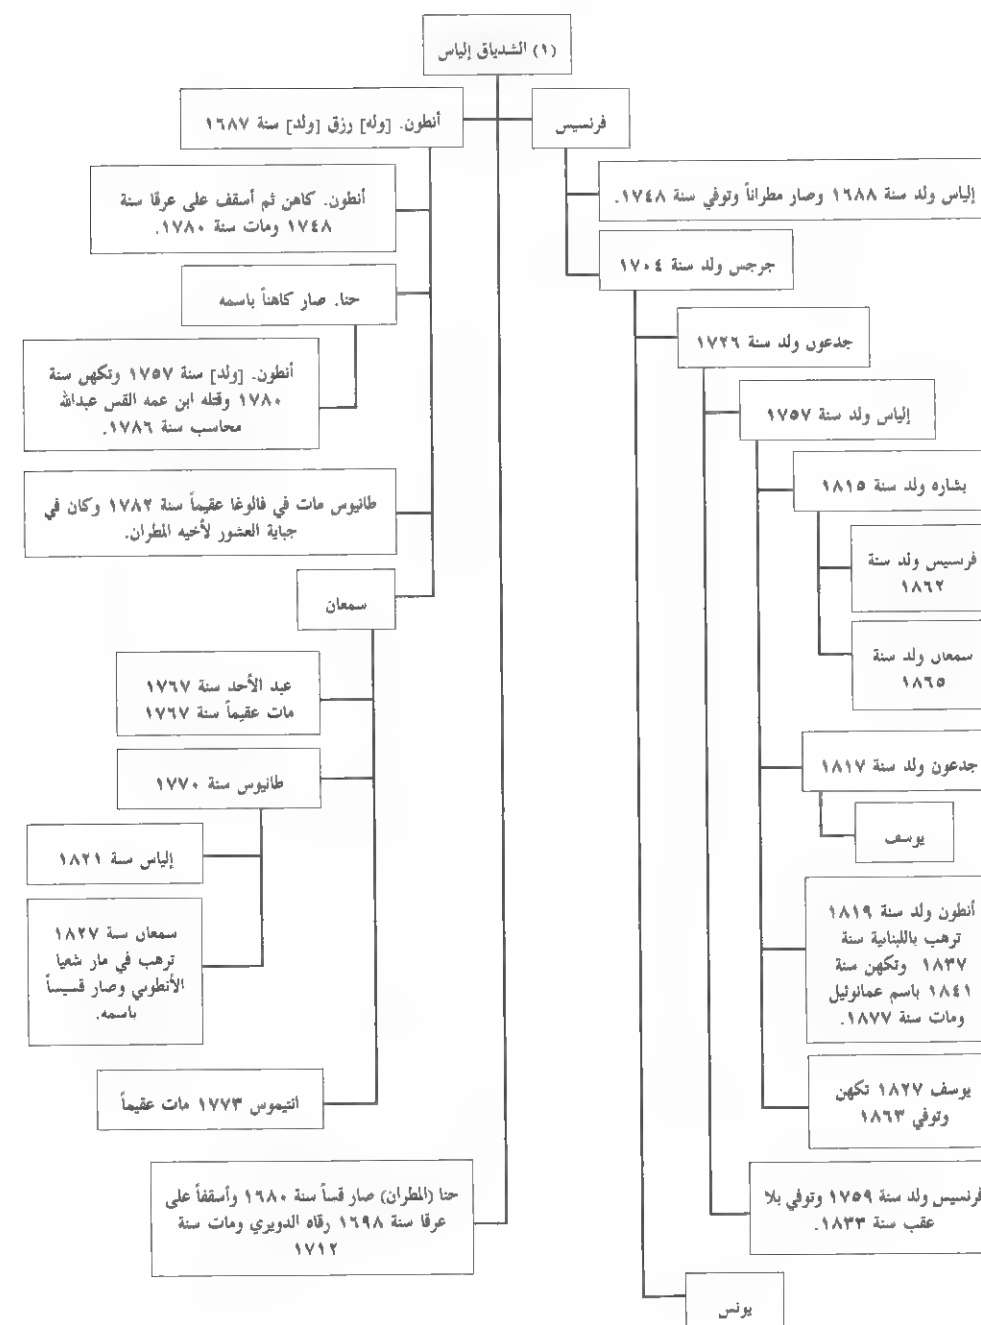 (١) الشدياق إلياس
فرنسيس
إلياس ولد سنة ١٦٨٨ وصار مطراناً وتوفي سنة ١٧٤٨.
جرجس ولد سنة ١٧٠٤
جدعون ولد سنة ١٧٢٦
إلياس ولد سنة ١٧٥٧
بشاره ولد سنة ١٨١٥
فرنسيس ولد سنة
١٨٦٢
سمعان ولد سنة
١٨٦٥
جدعون ولد سنة ١٨١٧
يوسف
أنطون ولد سنة ١٨١٩
ترهب باللبنانية سنة
١٨٣٧ وتكهن سنة
١٨٤١ باسم عمانوئيل
ومات سنة ١٨٧٧.
يوسف ١٨٢٧ تكهن
وتوفي ١٨٦٣
فرنسيس ولد سنة ١٧٥٩ وتوفي بلا
عقب سنة ١٨٣٣.
يونس
أنطون. [وله] رزق [ولد] سنة ١٦٨٧
أنطون. كاهن ثم أسقف على عرقا سنة
١٧٤٨ ومات سنة ١٧٨٠.
حنا. صار كاهناً باسمه
أنطون. [ولد] سنة ١٧٥٧ وتكهن سنة
١٧٨٠ وقتله ابن عمه القس عبدالله
محاسب سنة ١٧٨٦.
طانيوس مات في فالوغا عقيماً سنة ١٧٨٢ وكان في
جباية العشور لأخيه المطران.
سمعان
عبد الأحد سنة ١٧٦٧
مات عقيماً سنة ١٧٦٧
طانيوس سنة ١٧٧٠
إلياس سنة ١٨٢١
سمعان سنة ١٨٢٧
ترهب في مار شعيا
الأنطوني وصار قسيساً
باسمه.
انتيموس ١٧٧٣ مات عقيماً
حنا (المطران) صار قساً سنة ١٦٨٠ وأسقفاً على
عرقا سنة ١٦٩٨ رقاه الدويري ومات سنة
١٧١٢